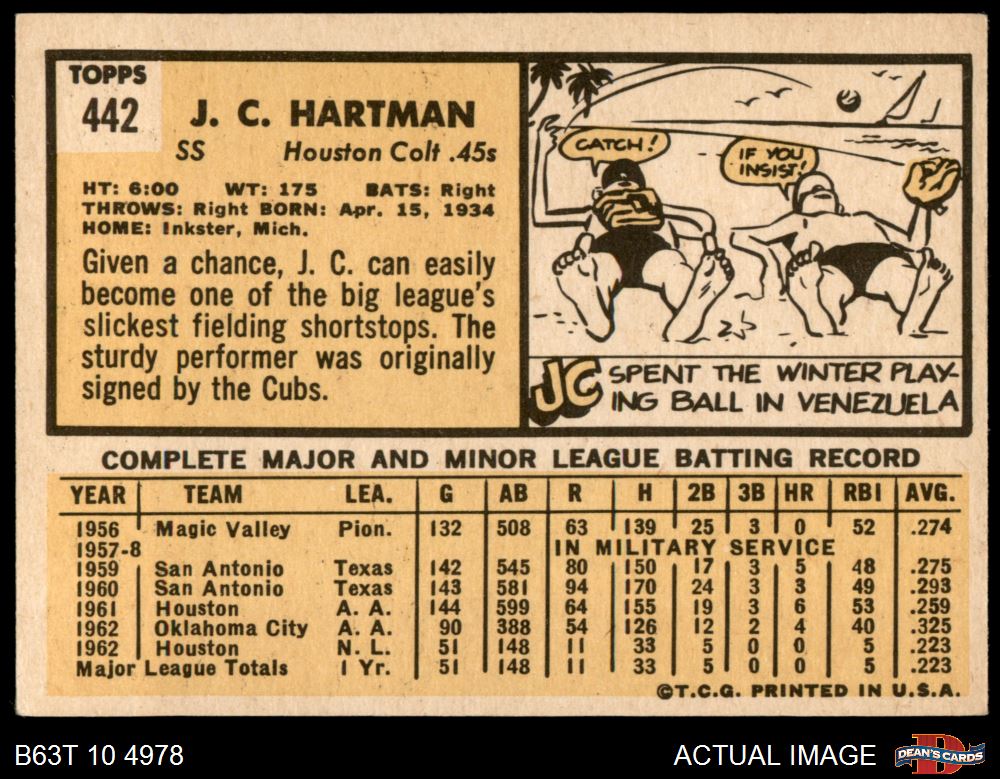 TOPPS
442
J. C. HARTMAN
SS Houston Colt .45s
HT: 6:00 WT: 175 BATS: Right
THROWS: Right BORN: Apr. 15, 1934
HOME: Inkster, Mich.
Given a chance, J. C. can easily
become one of the big league's
slickest fielding shortstops. The
sturdy performer was originally
signed by the Cubs.
CATCH!
IF YOU
INSIST!
JC SPENT THE WINTER PLAY-
ING BALL IN VENEZUELA
COMPLETE MAJOR AND MINOR LEAGUE BATTING RECORD
YEAR TEAM LEA. G AB R H 2B 3B HR RBI AVG.
1956 Magic Valley Pion. 132 508 63 139 25 3 0 52 .274
1957-8 IN MILITARY SERVICE
1959 San Antonio Texas 142 545 80 150 17 3 5 48 .275
1960 San Antonio Texas 143 581 94 170 24 3 3 49 .293
1961 Houston A. A. 144 599 64 155 19 3 6 53 .259
1962 Oklahoma City A. A. 90 388 54 126 12 2 4 40 .325
1962 Houston N. L. 51 148 11 33 5 0 0 5 .223
Major League Totals 1 Yr. 51 148 11 33 5 0 0 5 .223
©T.C.G. PRINTED IN U.S.A.
B63T 10 4978
ACTUAL IMAGE
D
DEAN'S CARDS